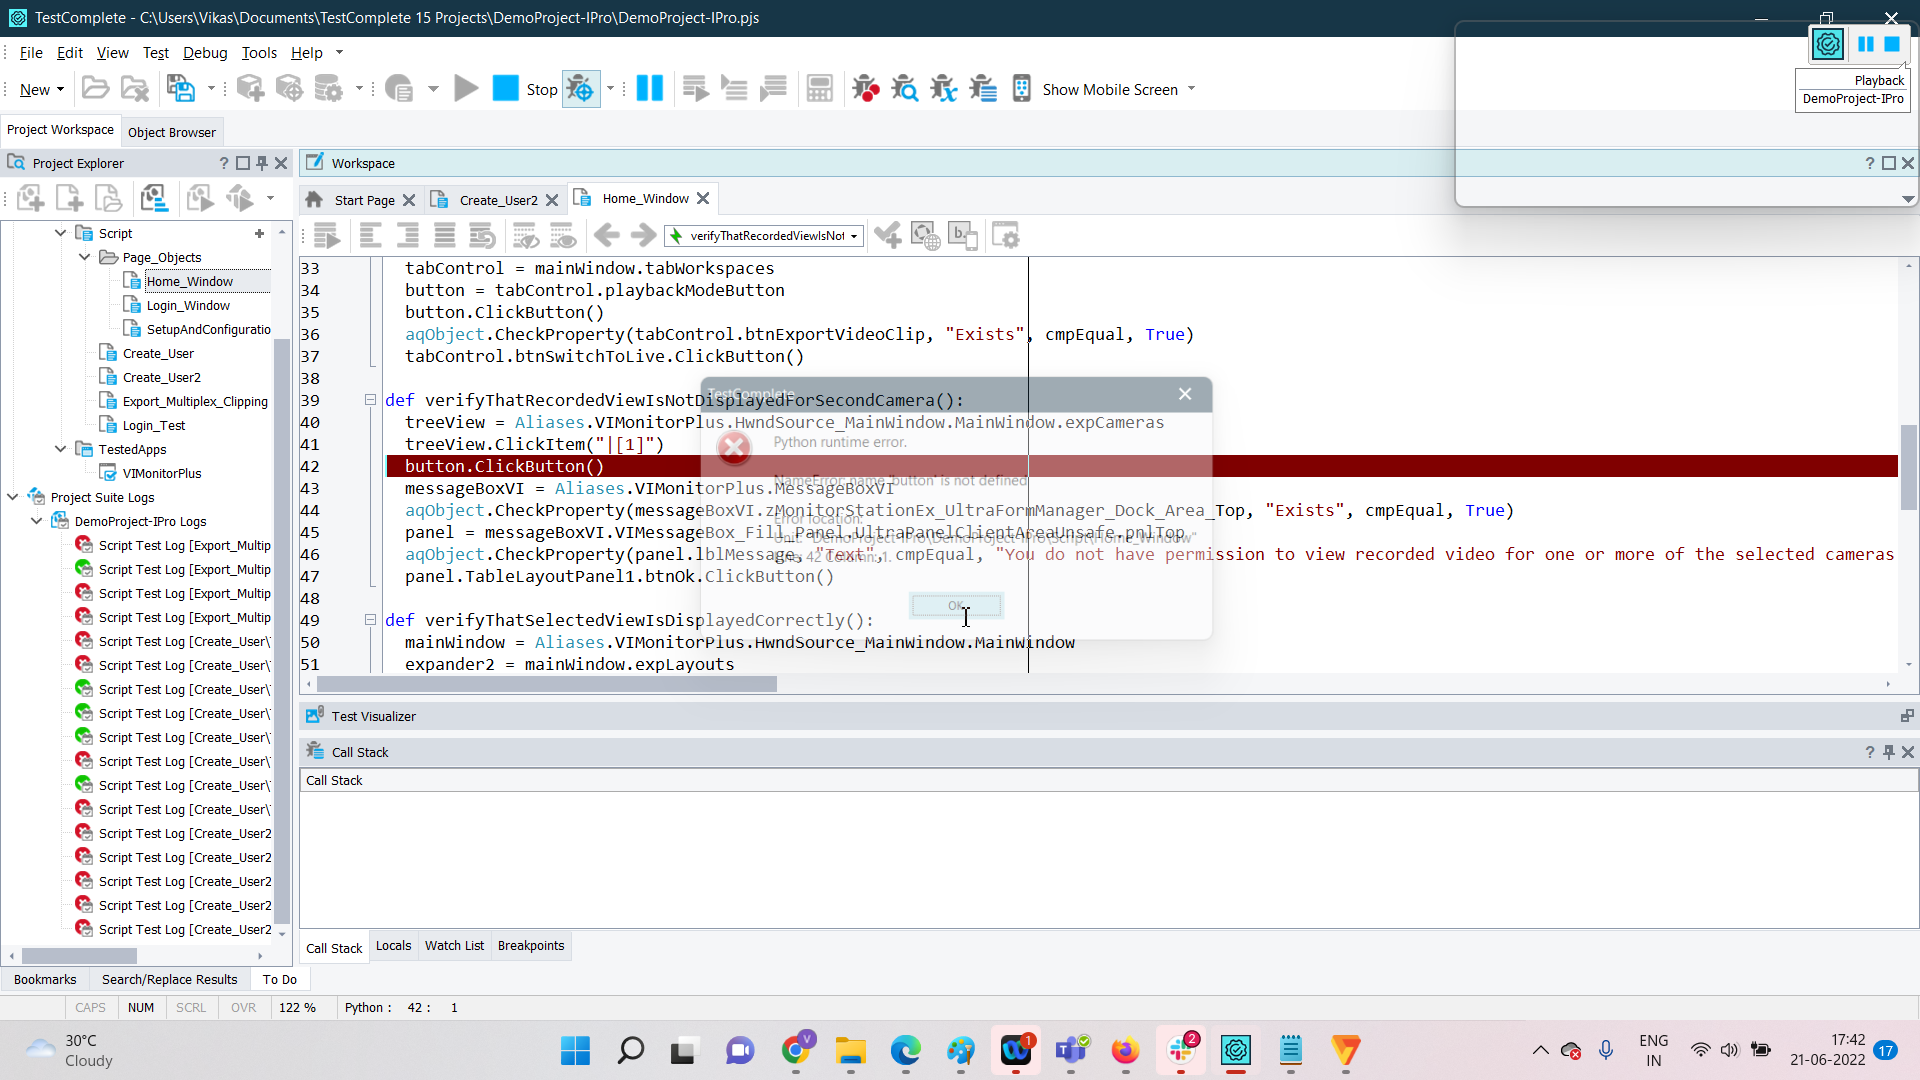 TestComplete - C:\Users\Vikas\Documents\TestComplete 15 Projects\DemoProject-IPro\DemoProject-IPro.pjs
File Edit View Test Debug Tools Help
New Stop Show Mobile Screen
Playback
DemoProject-IPro
Project Workspace Object Browser
Project Explorer
Workspace
Start Page Create_User2 Home_Window
verifyThatRecordedViewIsNot
Script
Page_Objects
Home_Window
Login_Window
SetupAndConfiguratio
Create_User
Create_User2
Export_Multiplex_Clipping
Login_Test
TestedApps
VIMonitorPlus
Project Suite Logs
DemoProject-IPro Logs
Script Test Log [Export_Multip
Script Test Log [Export_Multip
Script Test Log [Export_Multip
Script Test Log [Export_Multip
Script Test Log [Create_User\
Script Test Log [Create_User\
Script Test Log [Create_User\
Script Test Log [Create_User\
Script Test Log [Create_User\
Script Test Log [Create_User\
Script Test Log [Create_User\
Script Test Log [Create_User\
Script Test Log [Create_User2
Script Test Log [Create_User2
Script Test Log [Create_User2
Script Test Log [Create_User2
Script Test Log [Create_User2
33 tabControl = mainWindow.tabWorkspaces
34 button = tabControl.playbackModeButton
35 button.ClickButton()
36 aqObject.CheckProperty(tabControl.btnExportVideoClip, "Exists", cmpEqual, True)
37 tabControl.btnSwitchToLive.ClickButton()
38
39 def verifyThatRecordedViewIsNotDisplayedForSecondCamera():
40 treeView = Aliases.VIMonitorPlus.HwndSource_MainWindow.MainWindow.expCameras
41 treeView.ClickItem("|[1]")
42 button.ClickButton()
43 messageBoxVI = Aliases.VIMonitorPlus.MessageBoxVI
44 aqObject.CheckProperty(messageBoxVI.zMonitorStationEx_UltraFormManager_Dock_Area_Top, "Exists", cmpEqual, True)
45 panel = messageBoxVI.VIMessageBox_Fill_Panel.UltraPanelClientAreaUnsafe.pnlTop
46 aqObject.CheckProperty(panel.lblMessage, "Text", cmpEqual, "You do not have permission to view recorded video for one or more of the selected cameras
47 panel.TableLayoutPanel1.btnOk.ClickButton()
48
49 def verifyThatSelectedViewIsDisplayedCorrectly():
50 mainWindow = Aliases.VIMonitorPlus.HwndSource_MainWindow.MainWindow
51 expander2 = mainWindow.expLayouts
TestComplete
Python runtime error.
NameError: name 'button' is not defined
Error location:
Unit: "DemoProject-IPro\DemoProject-IPro\Script\Home_Window"
Line: 42 Column: 1.
OK
Test Visualizer
Call Stack
Call Stack
Call Stack Locals Watch List Breakpoints
Bookmarks Search/Replace Results To Do
CAPS NUM SCRL OVR 122 % Python : 42 : 1
30°C
Cloudy
V
1
2
ENG
IN
17:42
21-06-2022
17